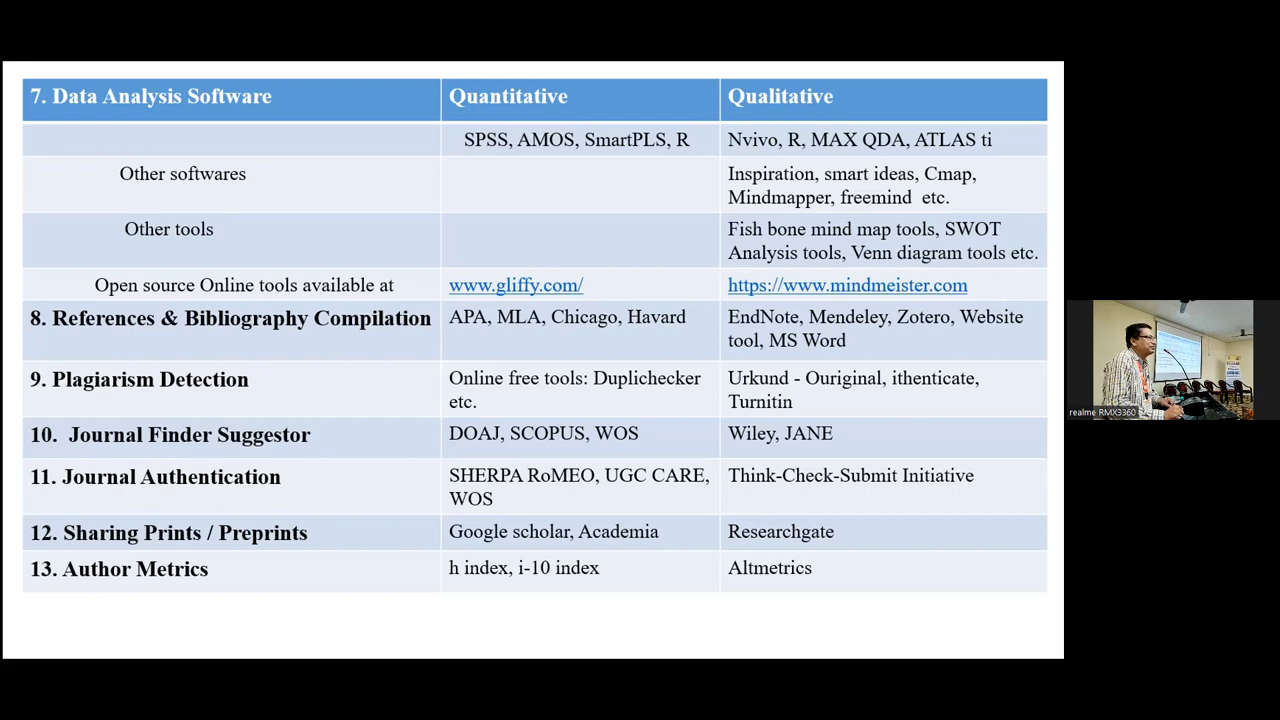 7. Data Analysis Software Quantitative Qualitative
SPSS, AMOS, SmartPLS, R Nvivo, R, MAX QDA, ATLAS ti
Other softwares Inspiration, smart ideas, Cmap,
Mindmapper, freemind etc.
Other tools Fish bone mind map tools, SWOT
Analysis tools, Venn diagram tools etc.
Open source Online tools available at www.gliffy.com/ https://www.mindmeister.com
8. References & Bibliography Compilation APA, MLA, Chicago, Havard EndNote, Mendeley, Zotero, Website
tool, MS Word
9. Plagiarism Detection Online free tools: Duplichecker Urkund - Ouriginal, ithenticate,
etc. Turnitin
10. Journal Finder Suggestor DOAJ, SCOPUS, WOS Wiley, JANE
11. Journal Authentication SHERPA RoMEO, UGC CARE, Think-Check-Submit Initiative
WOS
12. Sharing Prints / Preprints Google scholar, Academia Researchgate
13. Author Metrics h index, i-10 index Altmetrics
realme RMX3360